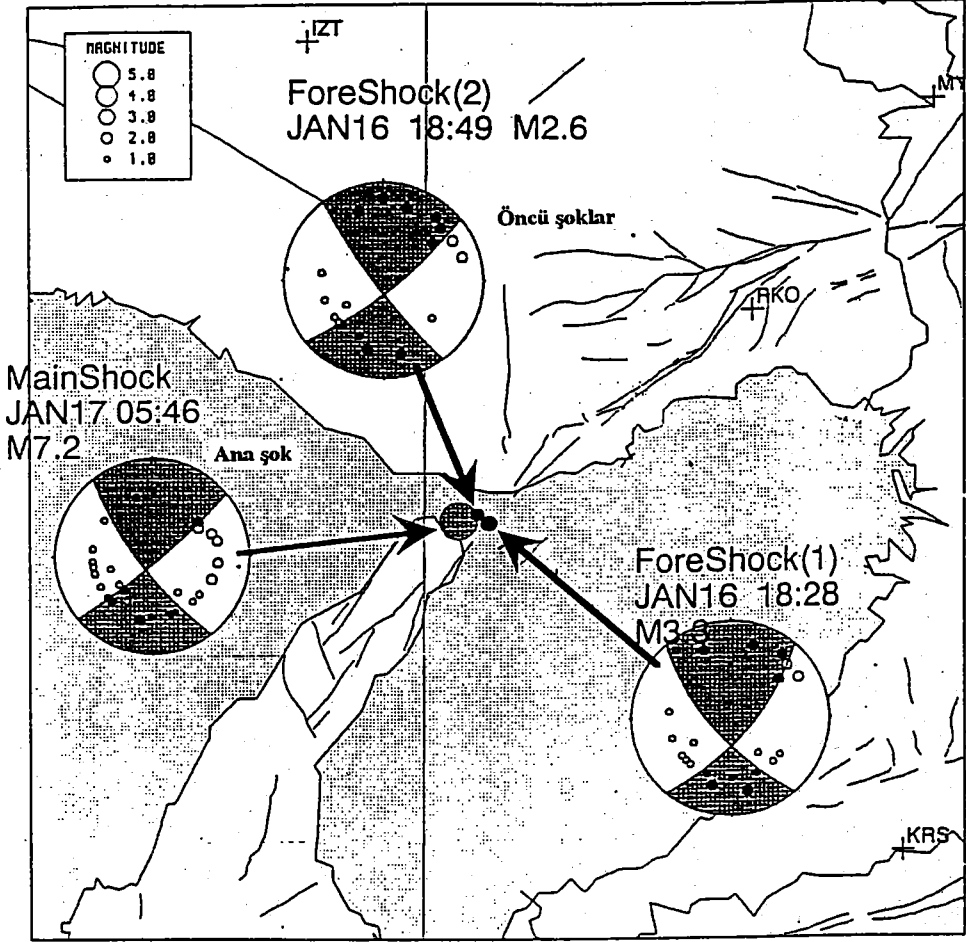 IZT
MAGNITUDE
5.0
4.0
3.0
2.0
1.0
MY
ForeShock(2)
JAN16 18:49 M2.6
Öncü şoklar
RKO
MainShock
JAN17 05:46
M7.2
Ana şok
ForeShock(1)
JAN16 18:28
KRS